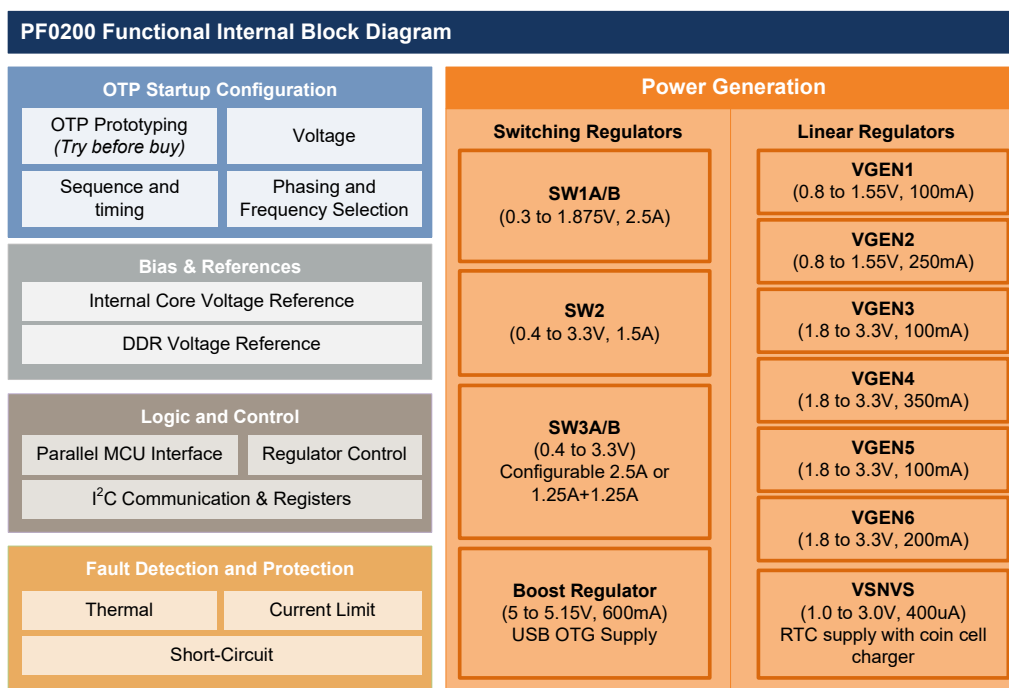 PF0200 Functional Internal Block Diagram
OTP Startup Configuration
OTP Prototyping
(Try before buy)
Voltage
Sequence and
timing
Phasing and
Frequency Selection
Bias & References
Internal Core Voltage Reference
DDR Voltage Reference
Logic and Control
Parallel MCU Interface
Regulator Control
I²C Communication & Registers
Fault Detection and Protection
Thermal
Current Limit
Short-Circuit
Power Generation
Switching Regulators
SW1A/B
(0.3 to 1.875V, 2.5A)
SW2
(0.4 to 3.3V, 1.5A)
SW3A/B
(0.4 to 3.3V)
Configurable 2.5A or
1.25A+1.25A
Boost Regulator
(5 to 5.15V, 600mA)
USB OTG Supply
Linear Regulators
VGEN1
(0.8 to 1.55V, 100mA)
VGEN2
(0.8 to 1.55V, 250mA)
VGEN3
(1.8 to 3.3V, 100mA)
VGEN4
(1.8 to 3.3V, 350mA)
VGEN5
(1.8 to 3.3V, 100mA)
VGEN6
(1.8 to 3.3V, 200mA)
VSNVS
(1.0 to 3.0V, 400uA)
RTC supply with coin cell
charger